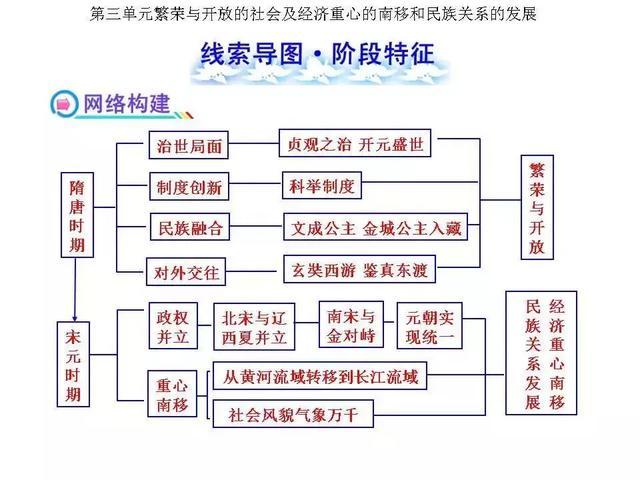 第三单元繁荣与开放的社会及经济重心的南移和民族关系的发展
线索导图·阶段特征
网络构建
隋唐时期
治世局面
贞观之治 开元盛世
制度创新
科举制度
民族融合
文成公主 金城公主入藏
对外交往
玄奘西游 鉴真东渡
繁荣与开放
宋元时期
政权
并立
北宋与辽
西夏并立
南宋与
金对峙
元朝实
现统一
重心
南移
从黄河流域转移到长江流域
社会风貌气象万千
经济重心南移
民族关系发展